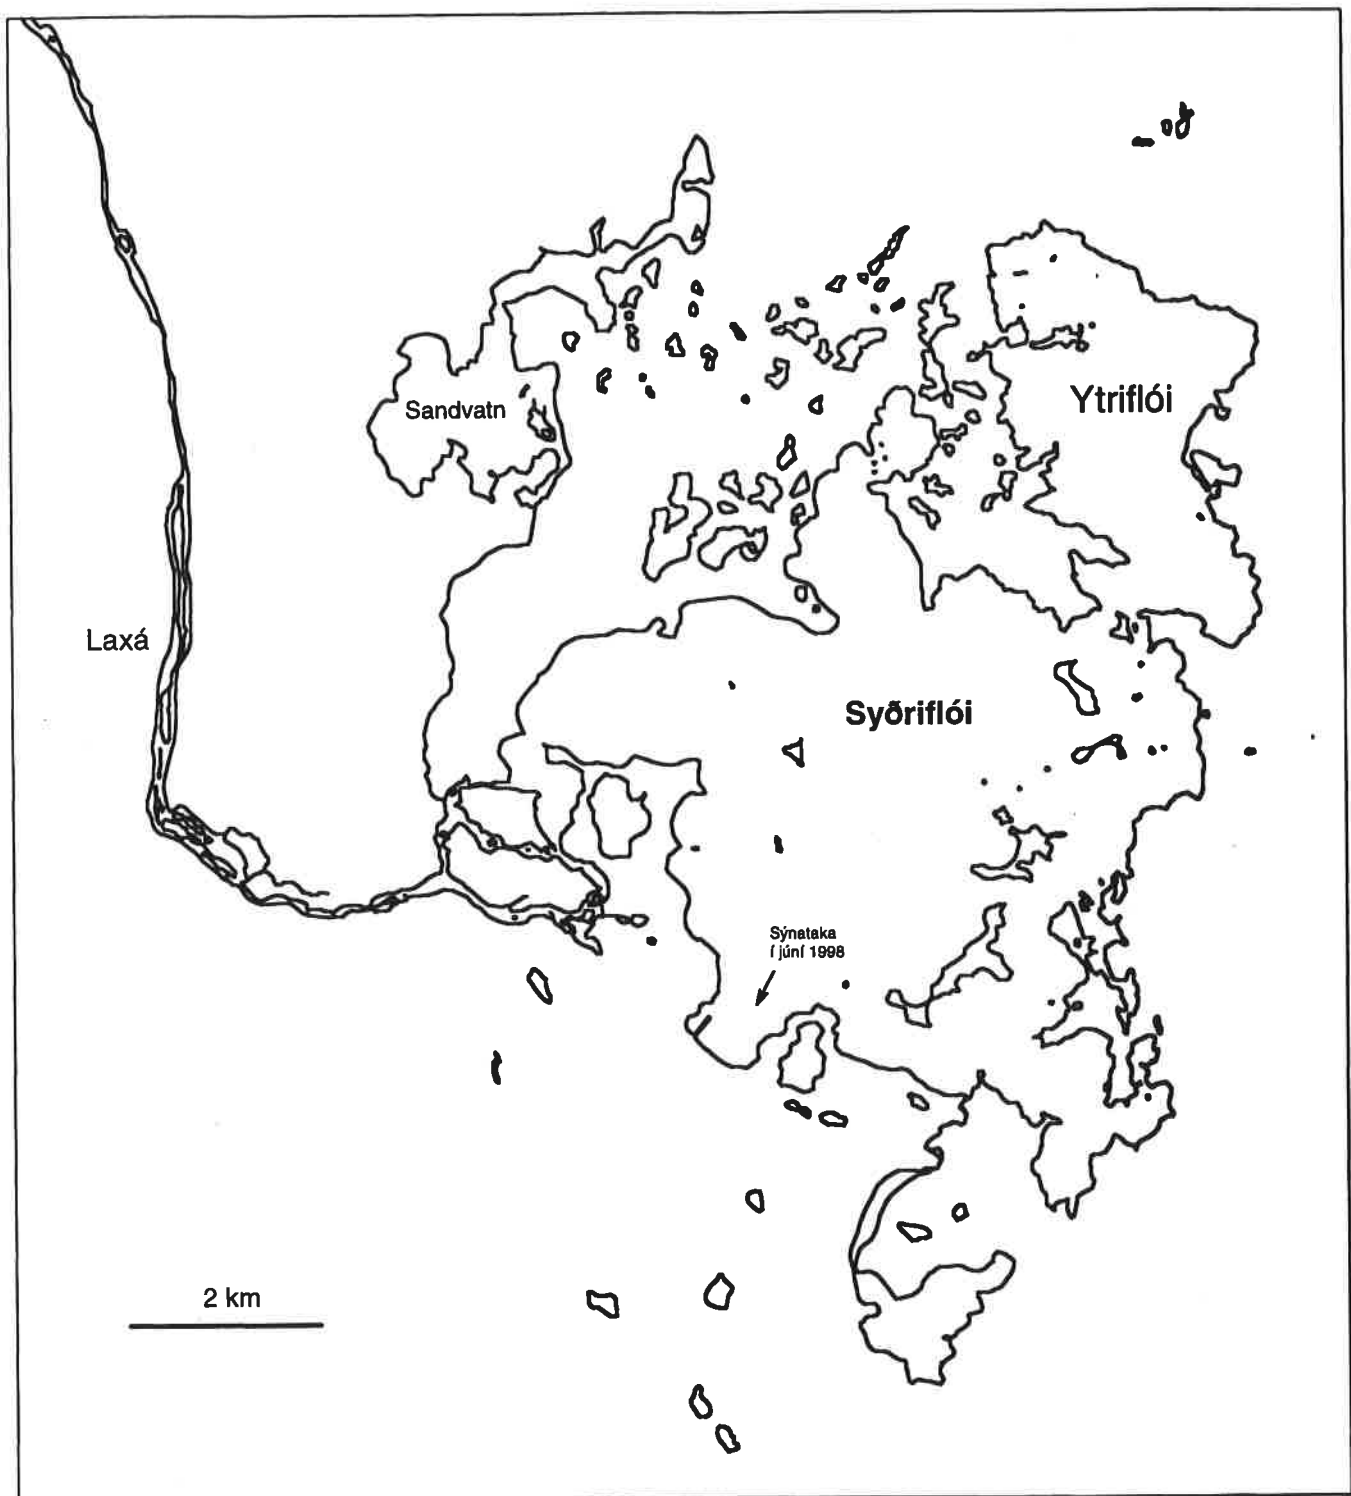 Sandvatn
Ytriflói
Laxá
Syðriflói
Sýnataka
í júní 1998
2 km